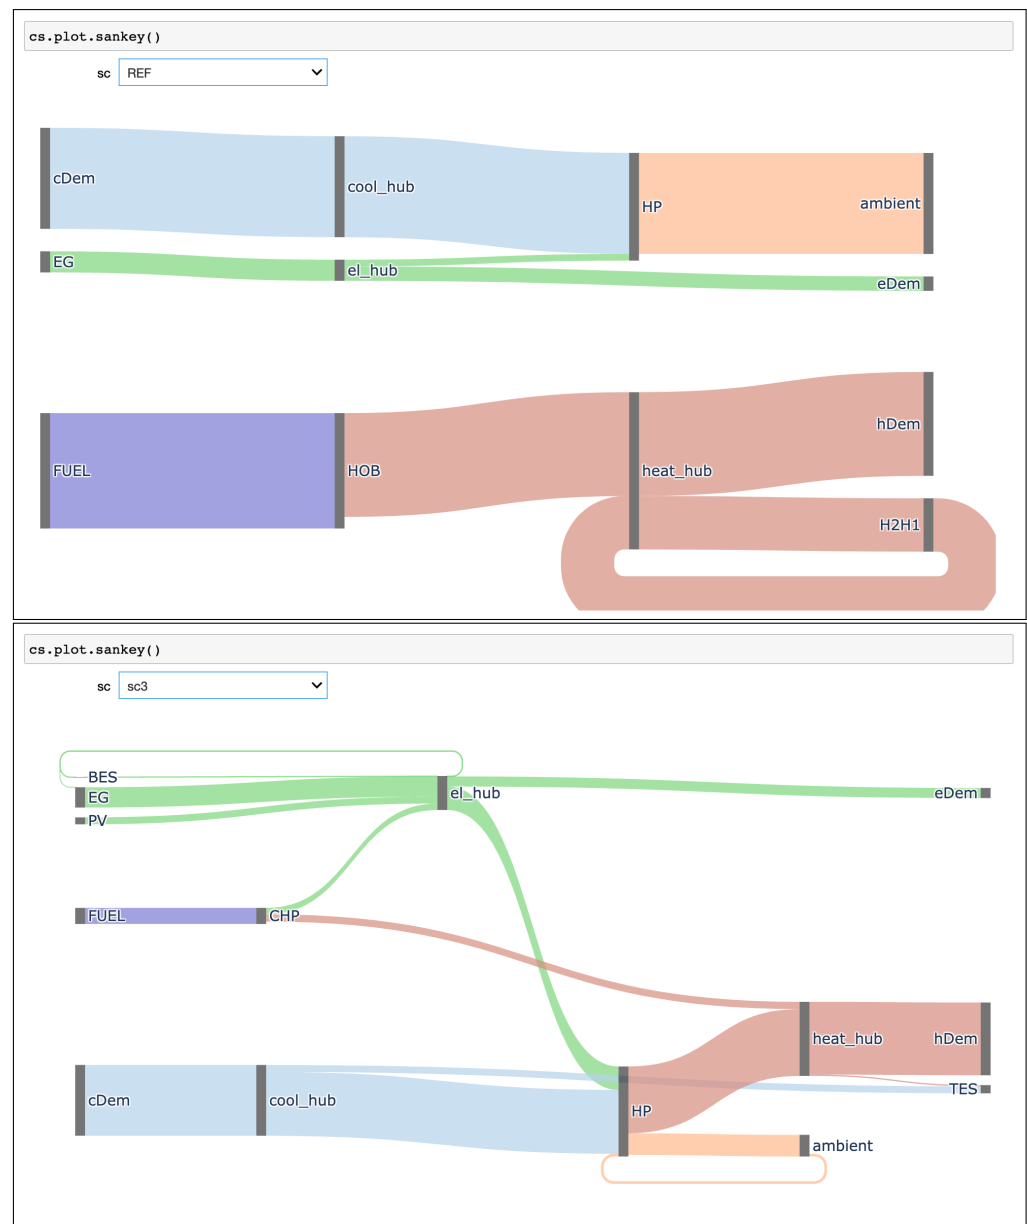 cs.plot.sankey()
sc REF
cDem
cool_hub
HP
ambient
EG
el_hub
eDem
hDem
FUEL
HOB
heat_hub
H2H1
cs.plot.sankey()
sc sc3
BES
EG
el_hub
eDem
PV
FUEL
CHP
heat_hub
hDem
TES
cDem
cool_hub
HP
ambient